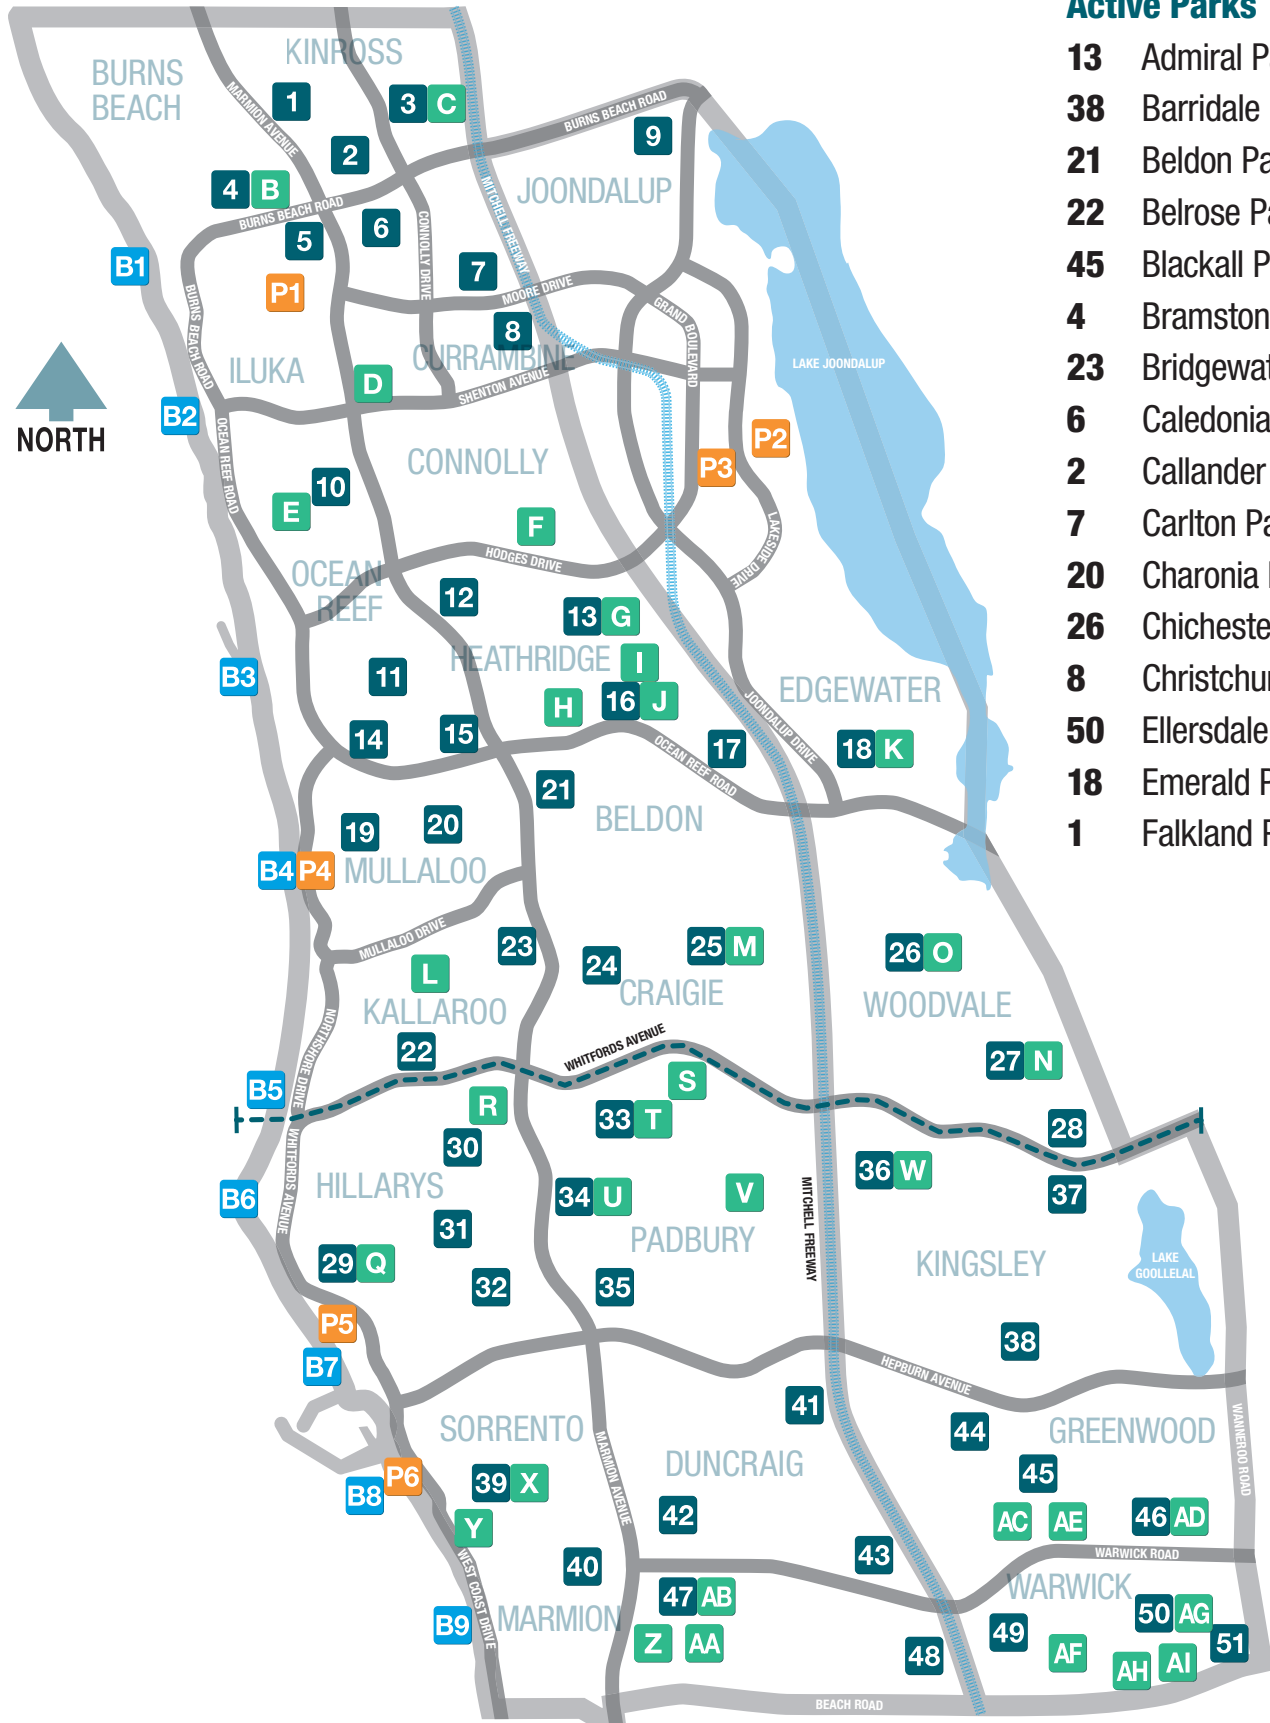 Active Parks
13 Admiral Pa
38 Barridale
21 Beldon Pa
22 Belrose Pa
45 Blackall P
4 Bramston
23 Bridgewat
6 Caledonia
2 Callander
7 Carlton Pa
20 Charonia
26 Chicheste
8 Christchur
50 Ellersdale
18 Emerald P
1 Falkland P
BURNS
BEACH
KINROSS
MARMION AVENUE
1
3 C
2
BURNS BEACH ROAD
9
4 B
BURNS BEACH ROAD
5
6
CONNOLLY DRIVE
MITCHELL FREEWAY
JOONDALUP
B1
P1
7
MOORE DRIVE
8
GRAND BOULEVARD
BURNS BEACH ROAD
ILUKA
D
CURRAMBINE
SHENTON AVENUE
LAKE JOONDALUP
NORTH
B2
OCEAN REEF ROAD
CONNOLLY
P2
P3
10
E
F
HODGES DRIVE
LAKESIDE DRIVE
OCEAN
REEF
12
13 G
HEATHRIDGE
I
B3
11
16 J
H
EDGEWATER
JOONDALUP DRIVE
14
15
OCEAN REEF ROAD
17
18 K
21
BELDON
19
20
B4 P4
MULLALOO
MULLALOO DRIVE
23
24
25 M
26 O
L
CRAIGIE
KALLAROO
WOODVALE
NORTHSHORE DRIVE
22
WHITFORDS AVENUE
27 N
B5
S
R
33 T
28
WHITFORDS AVENUE
30
36 W
HILLARYS
B6
34 U
V
MITCHELL FREEWAY
37
31
PADBURY
KINGSLEY
LAKE
GOOLLELAL
29 Q
32
35
P5
38
B7
HEPBURN AVENUE
41
SORRENTO
MARMION AVENUE
DUNCRAIG
44
GREENWOOD
WANNEROO ROAD
P6
B8
39 X
45
42
Y
AC
AE
46 AD
WEST COAST DRIVE
40
43
WARWICK ROAD
WARWICK
47 AB
B9
MARMION
50 AG
Z
AA
49
51
48
AF
AH
AI
BEACH ROAD